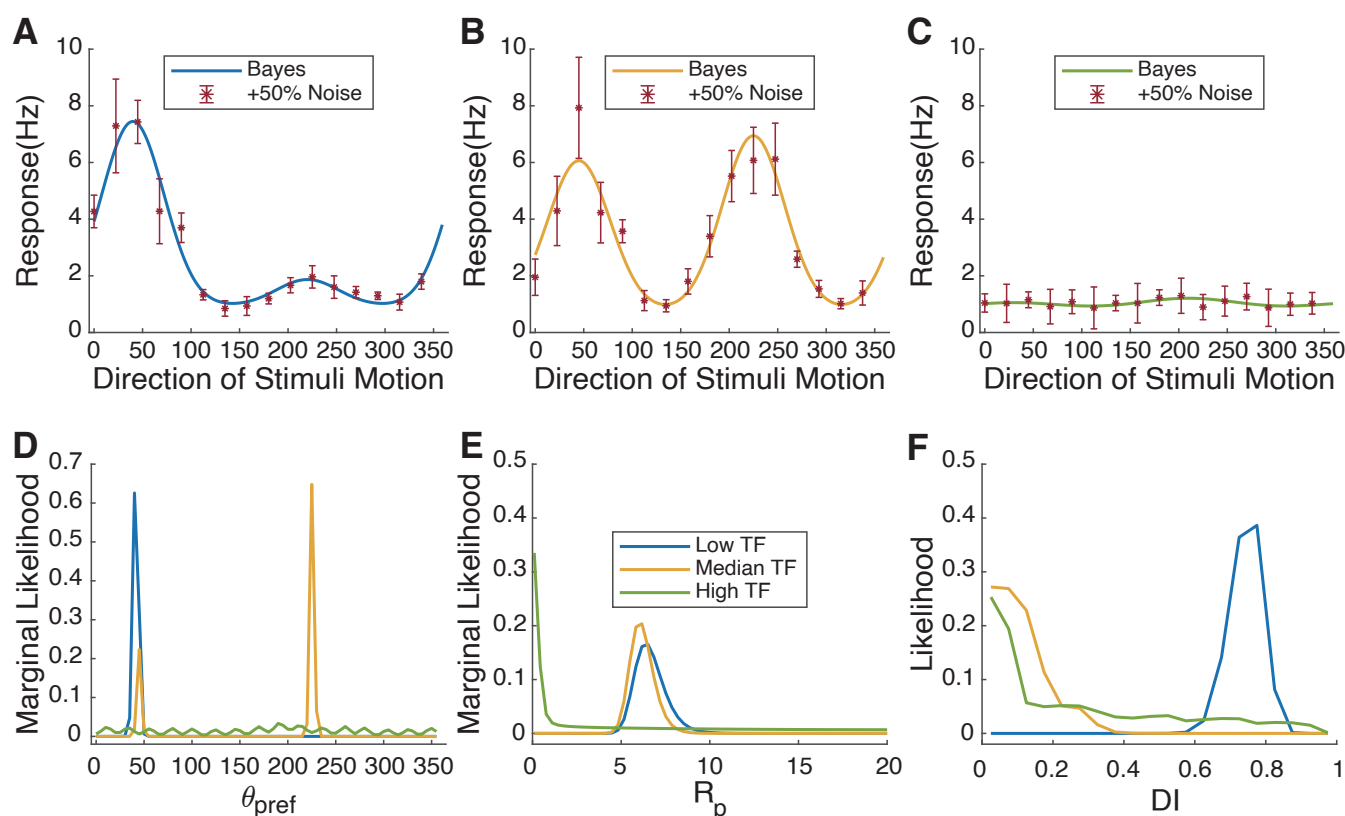 A
10
8
6
4
2
0
Response(Hz)
Bayes
+50% Noise
0 50 100 150 200 250 300 350
Direction of Stimuli Motion
B
10
8
6
4
2
0
Response(Hz)
Bayes
+50% Noise
0 50 100 150 200 250 300 350
Direction of Stimuli Motion
C
10
8
6
4
2
0
Response(Hz)
Bayes
+50% Noise
0 50 100 150 200 250 300 350
Direction of Stimuli Motion
D
0.7
0.6
0.5
0.4
0.3
0.2
0.1
0
Marginal Likelihood
0 50 100 150 200 250 300 350
θpref
E
0.5
0.4
0.3
0.2
0.1
0
Marginal Likelihood
Low TF
Median TF
High TF
0 5 10 15 20
Rp
F
0.5
0.4
0.3
0.2
0.1
0
Likelihood
0 0.2 0.4 0.6 0.8 1
DI